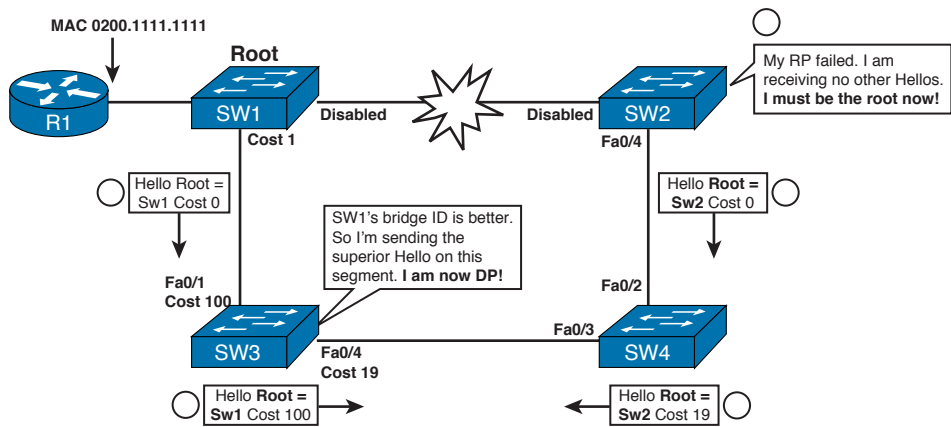 MAC 0200.1111.1111
Root
R1
SW1
Disabled
Disabled
SW2
My RP failed. I am
receiving no other Hellos.
I must be the root now!
Cost 1
Fa0/4
Hello Root =
Sw1 Cost 0
Hello Root =
Sw2 Cost 0
SW1's bridge ID is better.
So I'm sending the
superior Hello on this
segment. I am now DP!
Fa0/1
Cost 100
Fa0/2
SW3
Fa0/4
Cost 19
Fa0/3
SW4
Hello Root =
Sw1 Cost 100
Hello Root =
Sw2 Cost 19